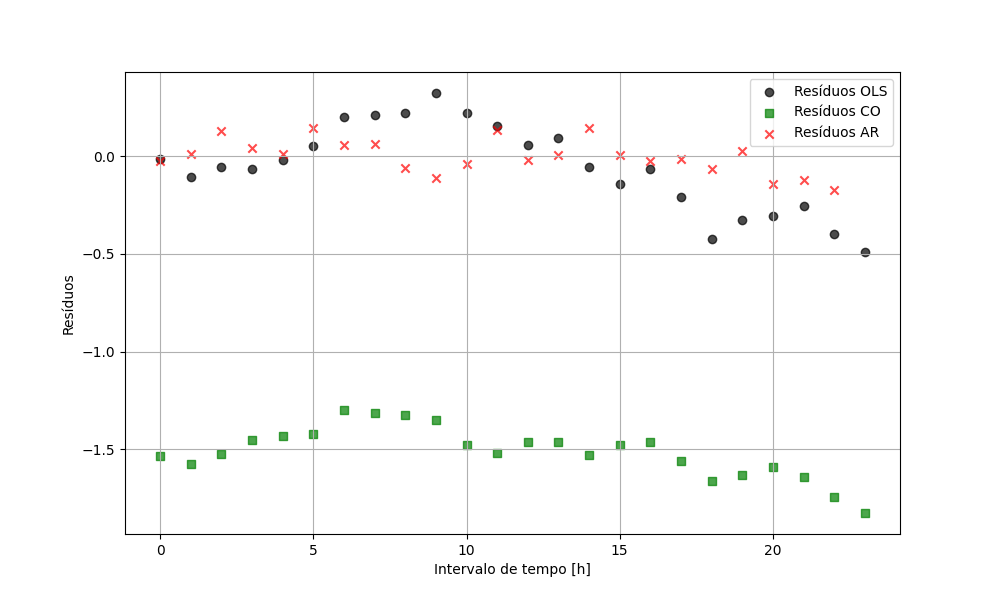 Resíduos OLS
Resíduos CO
Resíduos AR
0.0
−0.5
−1.0
−1.5
Resíduos
0 5 10 15 20
Intervalo de tempo [h]